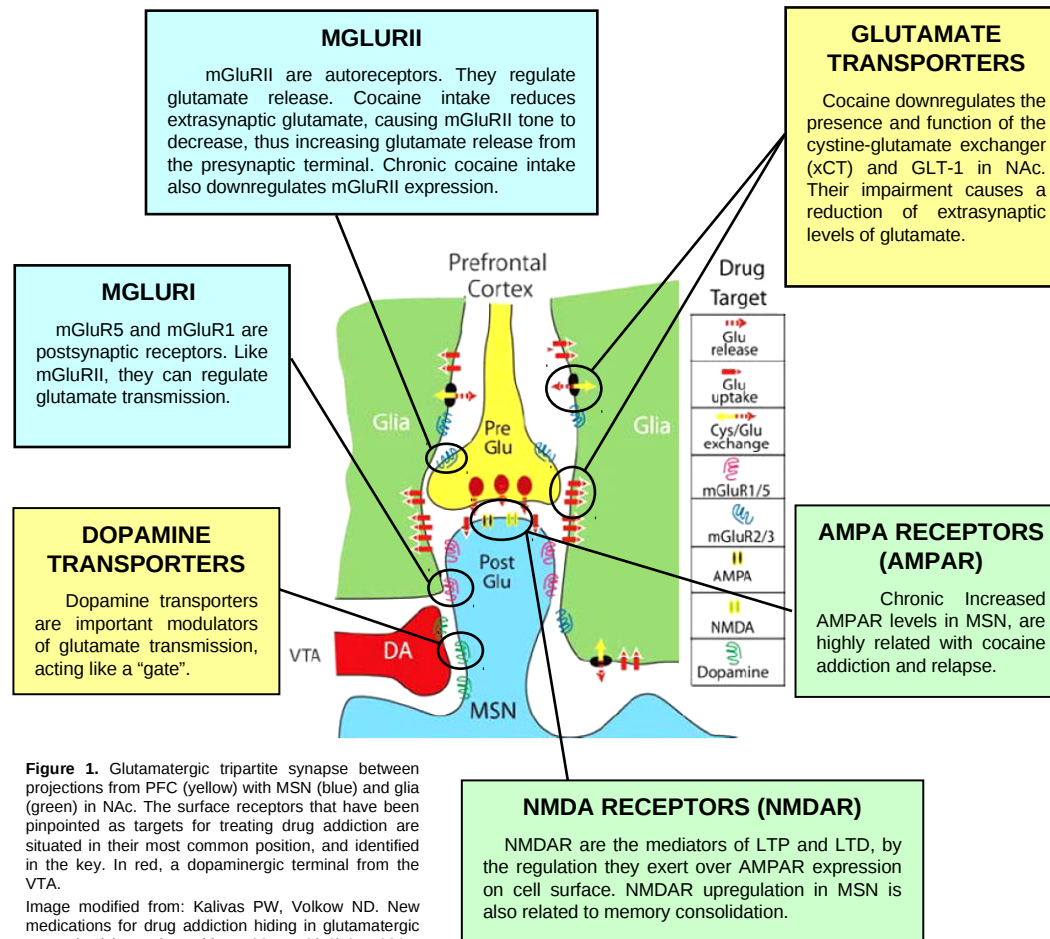 MGLURII
mGluRII are autoreceptors. They regulate
glutamate release. Cocaine intake reduces
extrasynaptic glutamate, causing mGluRII tone to
decrease, thus increasing glutamate release from
the presynaptic terminal. Chronic cocaine intake
also downregulates mGluRII expression.
GLUTAMATE
TRANSPORTERS
Cocaine downregulates the
presence and function of the
cystine-glutamate exchanger
(xCT) and GLT-1 in NAc.
Their impairment causes a
reduction of extrasynaptic
levels of glutamate.
MGLURI
mGluR5 and mGluR1 are
postsynaptic receptors. Like
mGluRII, they can regulate
glutamate transmission.
DOPAMINE
TRANSPORTERS
Dopamine transporters
are important modulators
of glutamate transmission,
acting like a “gate”.
Prefrontal
Cortex
Glia
Pre
Glu
Glia
Post
Glu
VTA
DA
MSN
Drug
Target
Glu
release
Glu
uptake
Cys/Glu
exchange
mGluR1/5
mGluR2/3
AMPA
NMDA
Dopamine
AMPA RECEPTORS
(AMPAR)
Chronic Increased
AMPAR levels in MSN, are
highly related with cocaine
addiction and relapse.
NMDA RECEPTORS (NMDAR)
NMDAR are the mediators of LTP and LTD, by
the regulation they exert over AMPAR expression
on cell surface. NMDAR upregulation in MSN is
also related to memory consolidation.
Figure 1. Glutamatergic tripartite synapse between
projections from PFC (yellow) with MSN (blue) and glia
(green) in NAc. The surface receptors that have been
pinpointed as targets for treating drug addiction are
situated in their most common position, and identified
in the key. In red, a dopaminergic terminal from the
VTA.
Image modified from: Kalivas PW, Volkow ND. New
medications for drug addiction hiding in glutamatergic